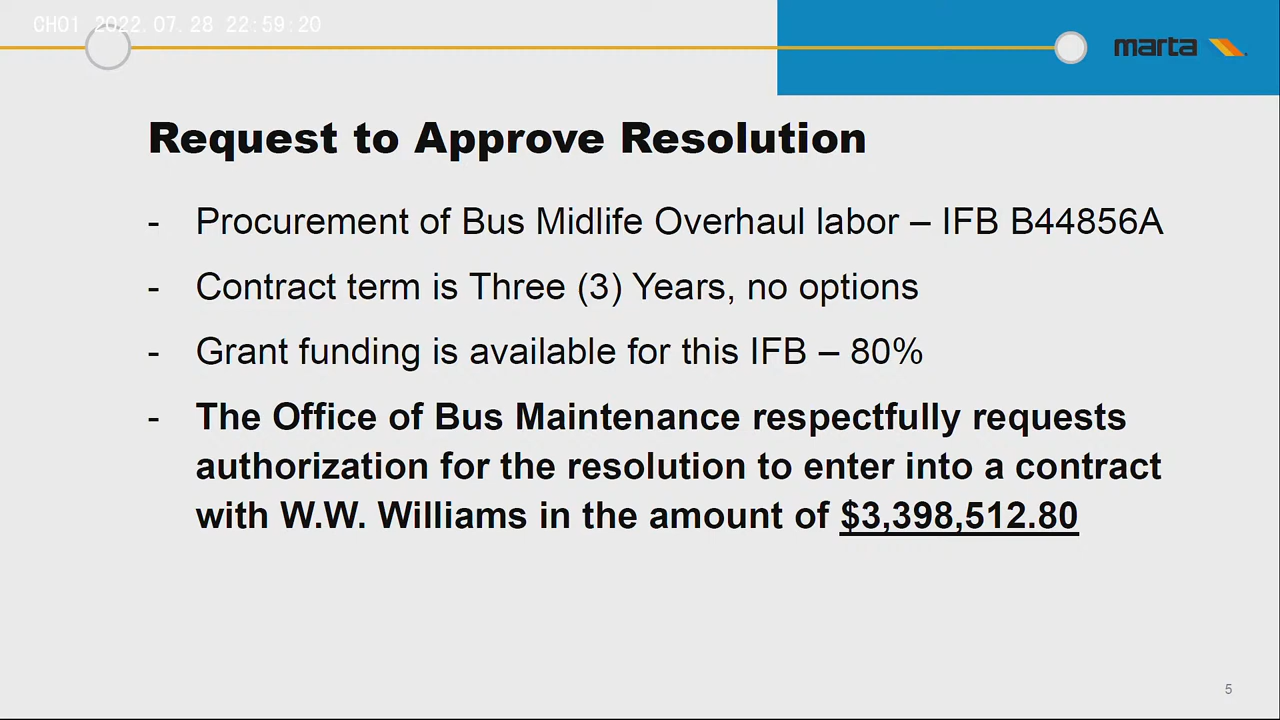 CH01 2022.07.28 22:59:20
marta
Request to Approve Resolution
- Procurement of Bus Midlife Overhaul labor – IFB B44856A
- Contract term is Three (3) Years, no options
- Grant funding is available for this IFB – 80%
- The Office of Bus Maintenance respectfully requests
authorization for the resolution to enter into a contract
with W.W. Williams in the amount of $3,398,512.80
5